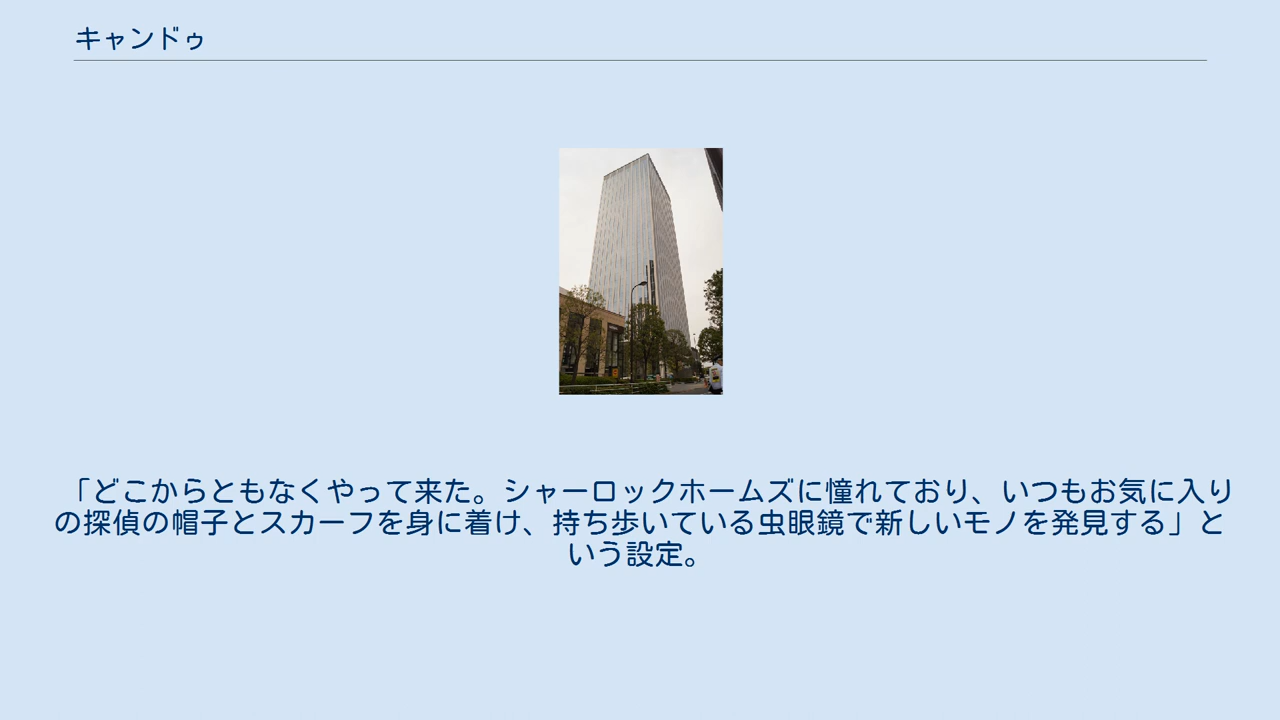 キャンドゥ
「どこからともなくやって来た。シャーロックホームズに憧れており、いつもお気に入り
の探偵の帽子とスカーフを身に着け、持ち歩いている虫眼鏡で新しいモノを発見する」と
いう設定。